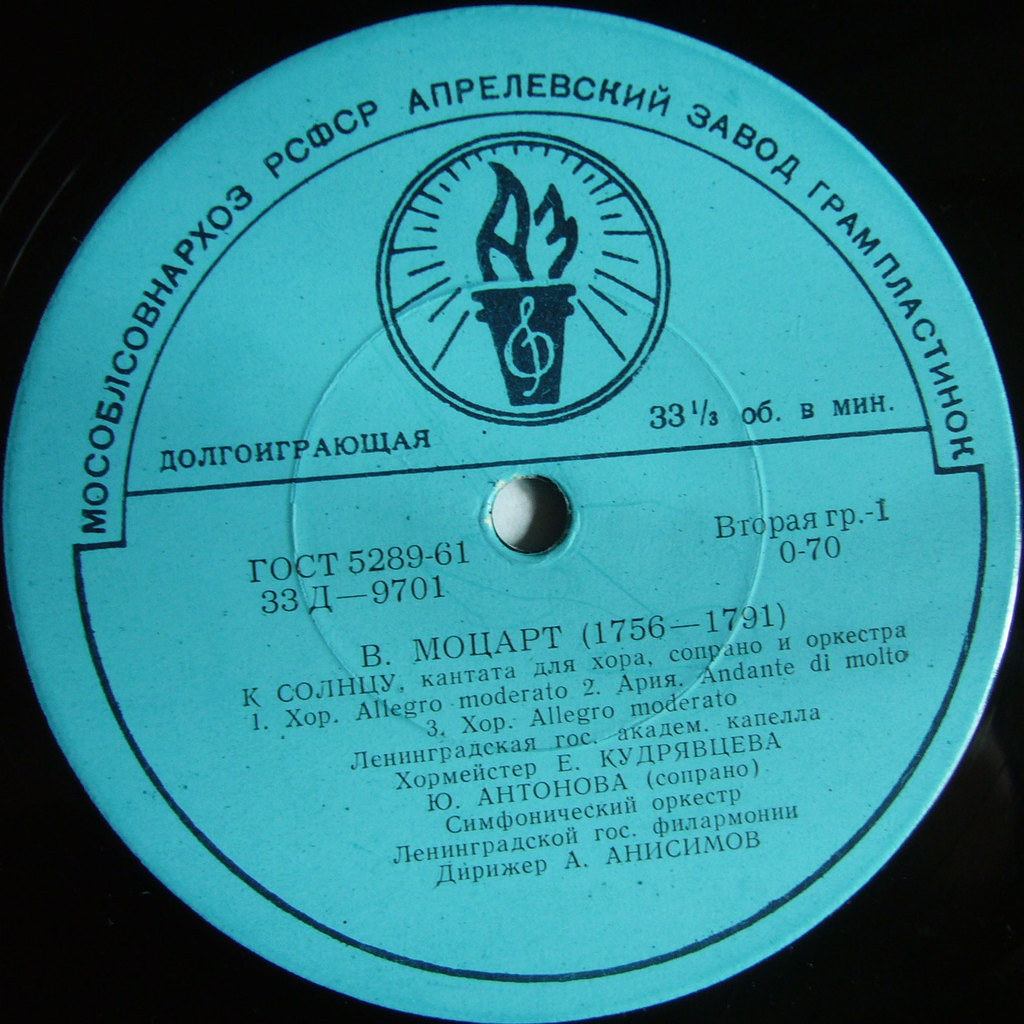 МОСОБЛСОВНАРХОЗ РСФСР АПРЕЛЕВСКИЙ ЗАВОД ГРАМПЛАСТИНОК
АЗ
ДОЛГОИГРАЮЩАЯ
33 1/3 об. в мин.
ГОСТ 5289-61
Вторая гр.-1
33 Д—9701
0-70
В. МОЦАРТ (1756—1791)
К СОЛНЦУ, кантата для хора, сопрано и оркестра
1. Хор. Allegro moderato 2. Ария. Andante di molto
3. Хор. Allegro moderato
Ленинградская гос. академ. капелла
Хормейстер Е. КУДРЯВЦЕВА
Ю. АНТОНОВА (сопрано)
Симфонический оркестр
Ленинградской гос. филармонии
Дирижер А. АНИСИМОВ